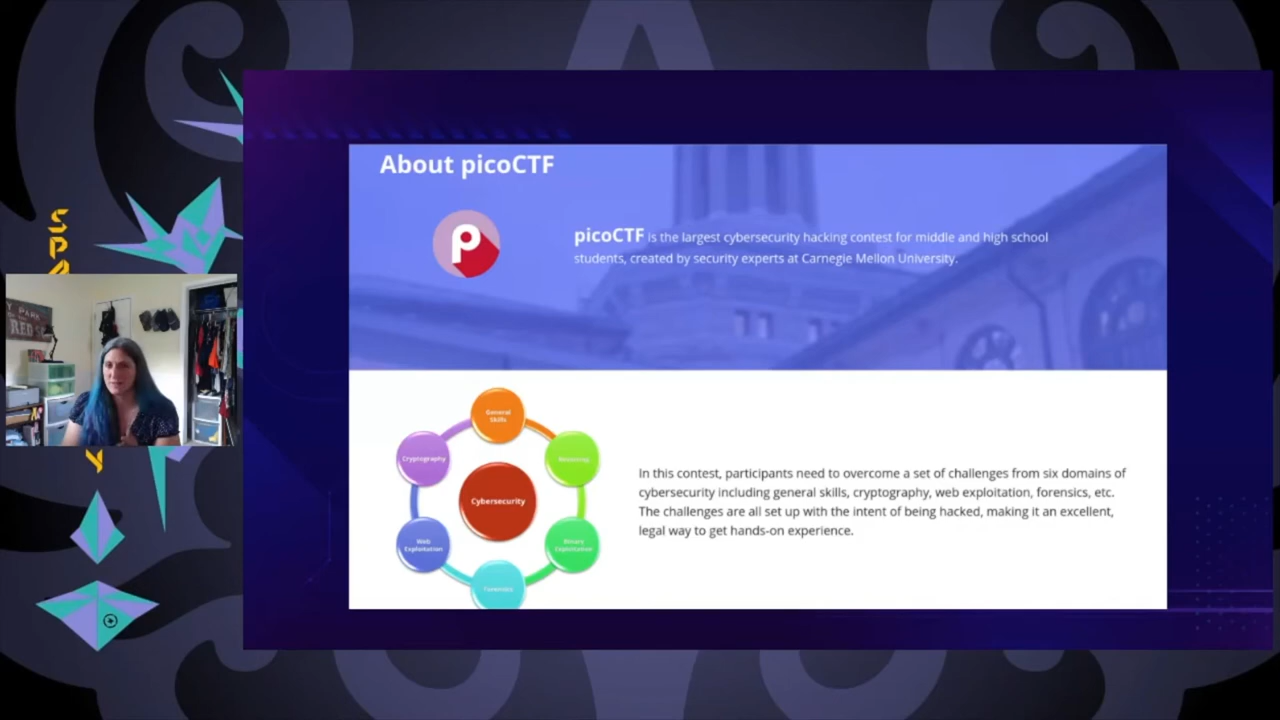 About picoCTF
picoCTF is the largest cybersecurity hacking contest for middle and high school
students, created by security experts at Carnegie Mellon University.
General
Skills
Cryptography
Cybersecurity
Web
Exploitation
Binary
Exploitation
Forensics
In this contest, participants need to overcome a set of challenges from six domains of
cybersecurity including general skills, cryptography, web exploitation, forensics, etc.
The challenges are all set up with the intent of being hacked, making it an excellent,
legal way to get hands-on experience.
PARK
RED